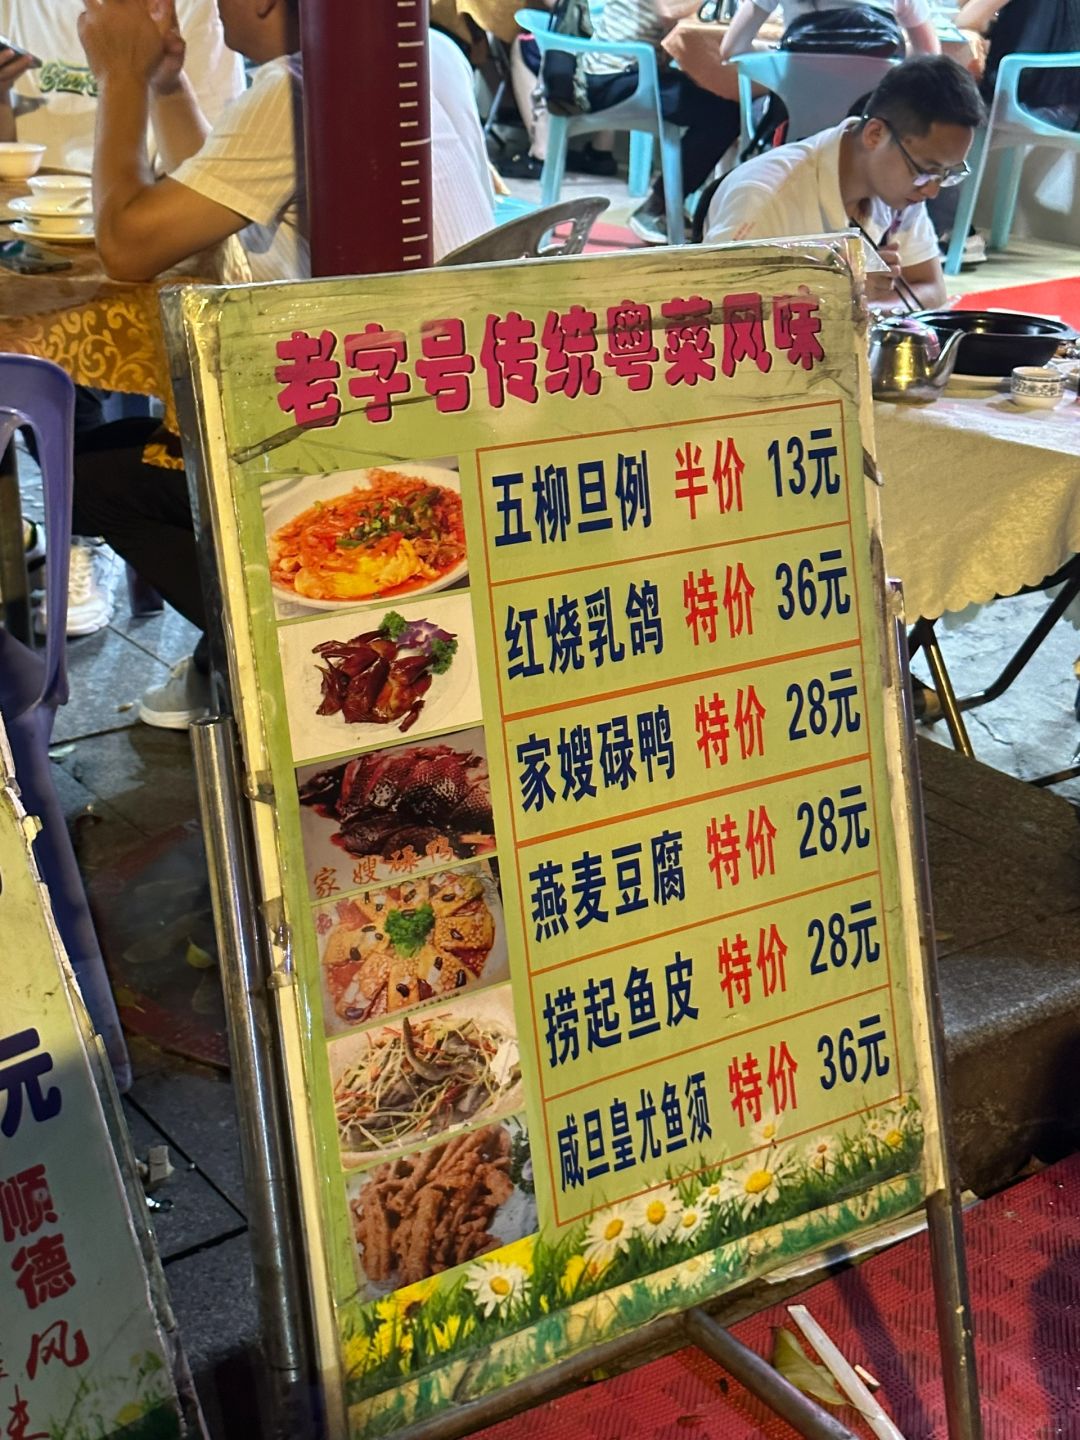 老字号传统粤菜风味
五柳旦例 半价 13元
红烧乳鸽 特价 36元
家嫂碌鸭 特价 28元
家嫂碌鸭
燕麦豆腐 特价 28元
捞起鱼皮 特价 28元
咸旦皇尤鱼须 特价 36元
元
顺德
风